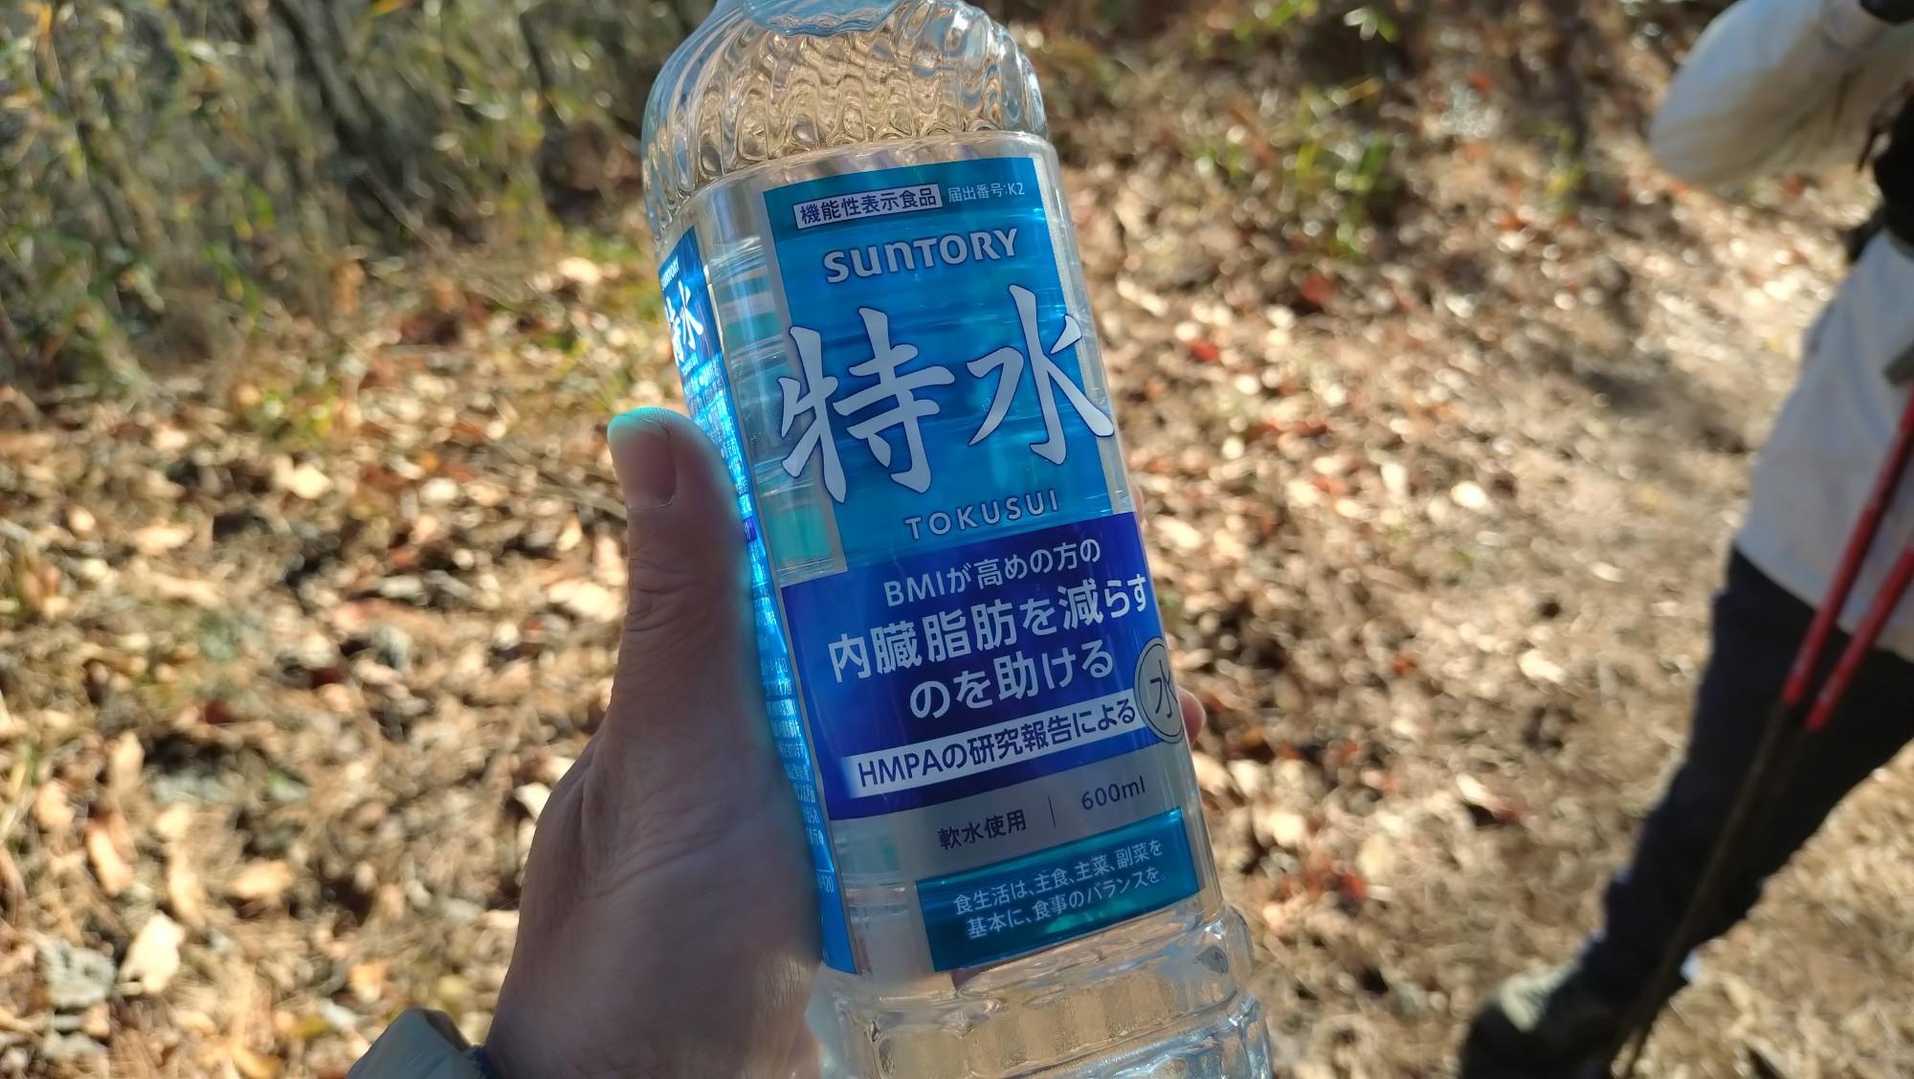 機能性表示食品 届出番号:K2
SUNTORY
特水
TOKUSUI
BMIが高めの方の
内臓脂肪を減らす
のを助ける
水
HMPAの研究報告による
軟水使用 | 600ml
食生活は、主食、主菜、副菜を
基本に、食事のバランスを。
特水